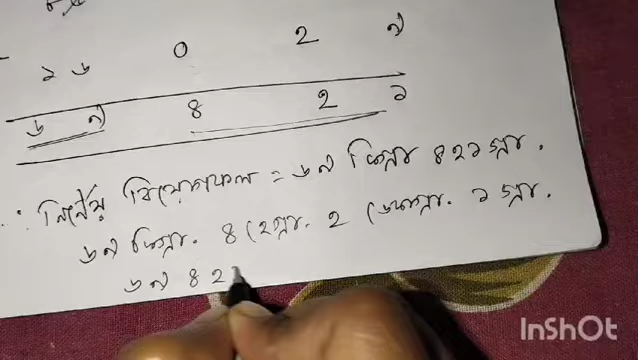 ১৬ ০ ২ ৭
৬৭ ৪ ২ ১
∴ নির্ণেয় বিয়োগফল = ৬৭ কিগ্রা ৪২১ গ্রা.
৬৭ কিগ্রা. ৪ হেগ্রা. ২ ডেকাগ্রা. ১ গ্রা.
৬৭ ৪২
InShOt